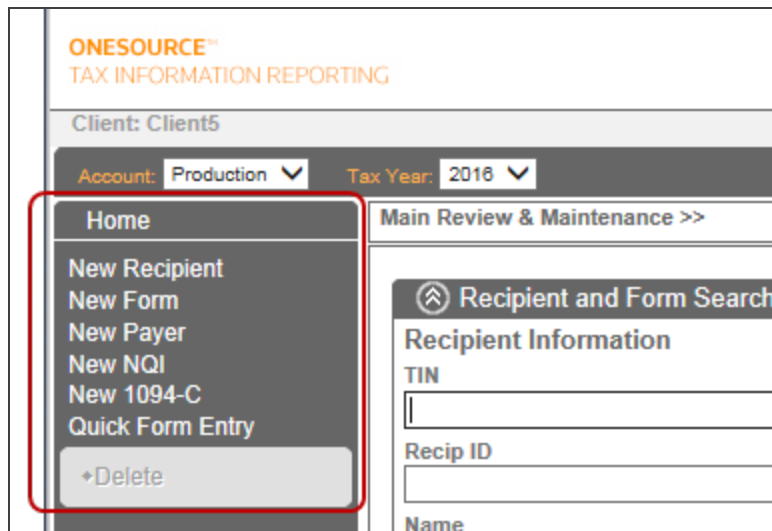 ONESOURCE™
TAX INFORMATION REPORTING
Client: Client5
Account: Production Tax Year: 2016
Home
Main Review & Maintenance >>
New Recipient
New Form
New Payer
New NQI
New 1094-C
Quick Form Entry
+Delete
Recipient and Form Search
Recipient Information
TIN
Recip ID
Name